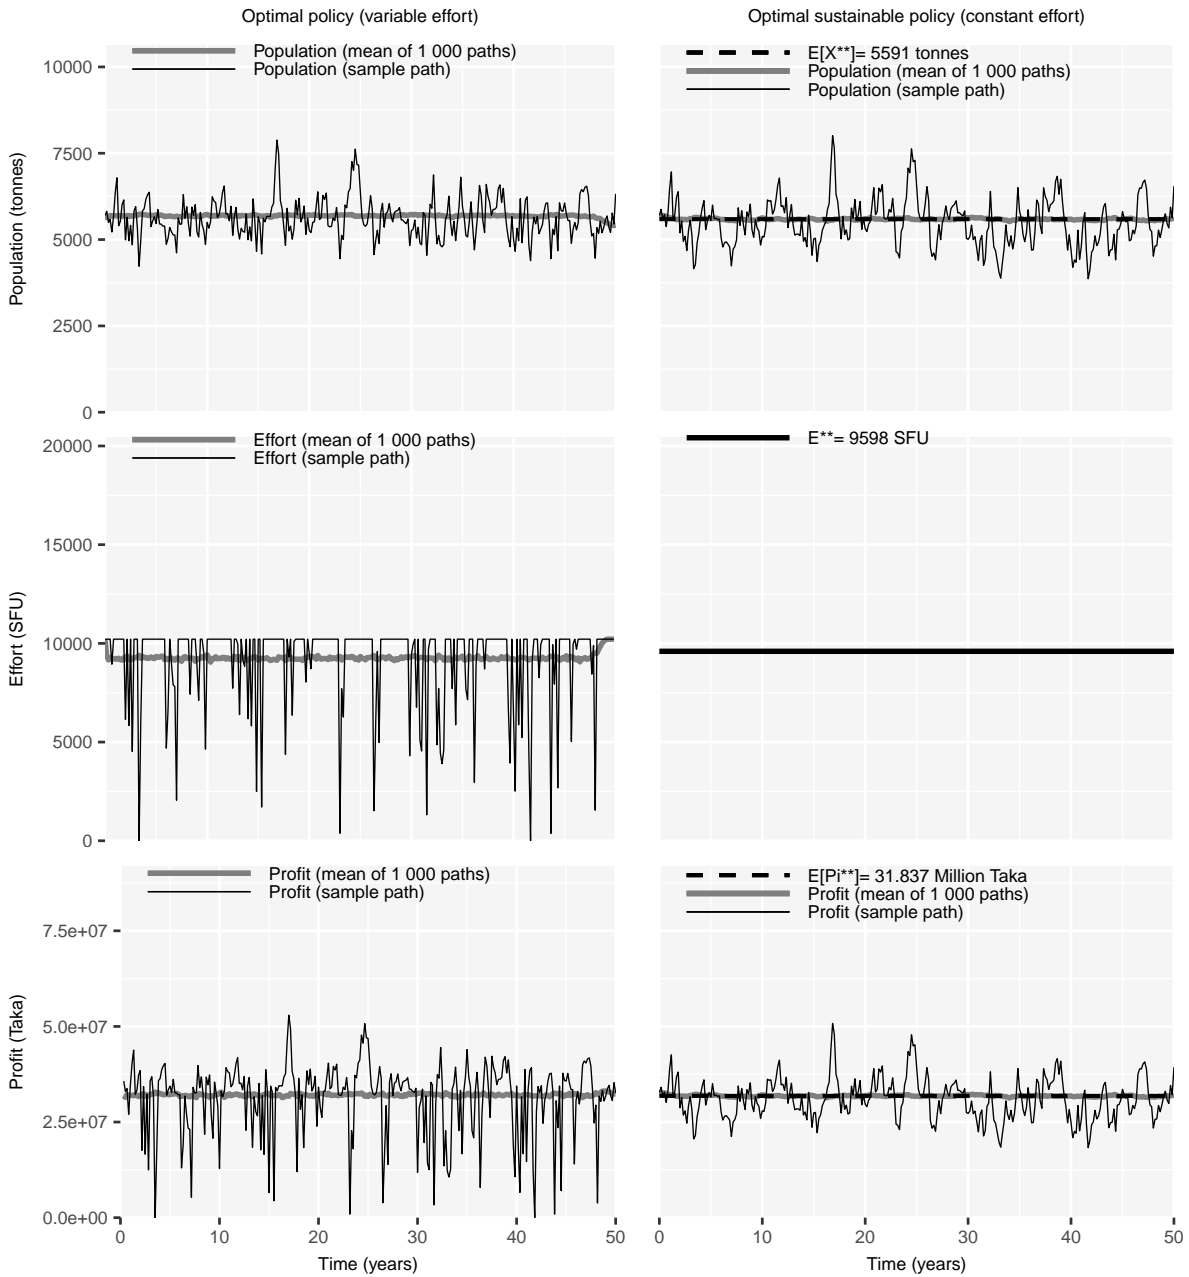 Optimal policy (variable effort)
Optimal sustainable policy (constant effort)
Population (tonnes)
10000
7500
5000
2500
0
Population (mean of 1 000 paths)
Population (sample path)
E[X**]= 5591 tonnes
Population (mean of 1 000 paths)
Population (sample path)
Effort (SFU)
20000
15000
10000
5000
0
Effort (mean of 1 000 paths)
Effort (sample path)
E**= 9598 SFU
Profit (Taka)
7.5e+07
5.0e+07
2.5e+07
0.0e+00
Profit (mean of 1 000 paths)
Profit (sample path)
E[Pi**]= 31.837 Million Taka
Profit (mean of 1 000 paths)
Profit (sample path)
0 10 20 30 40 50
Time (years)
0 10 20 30 40 50
Time (years)